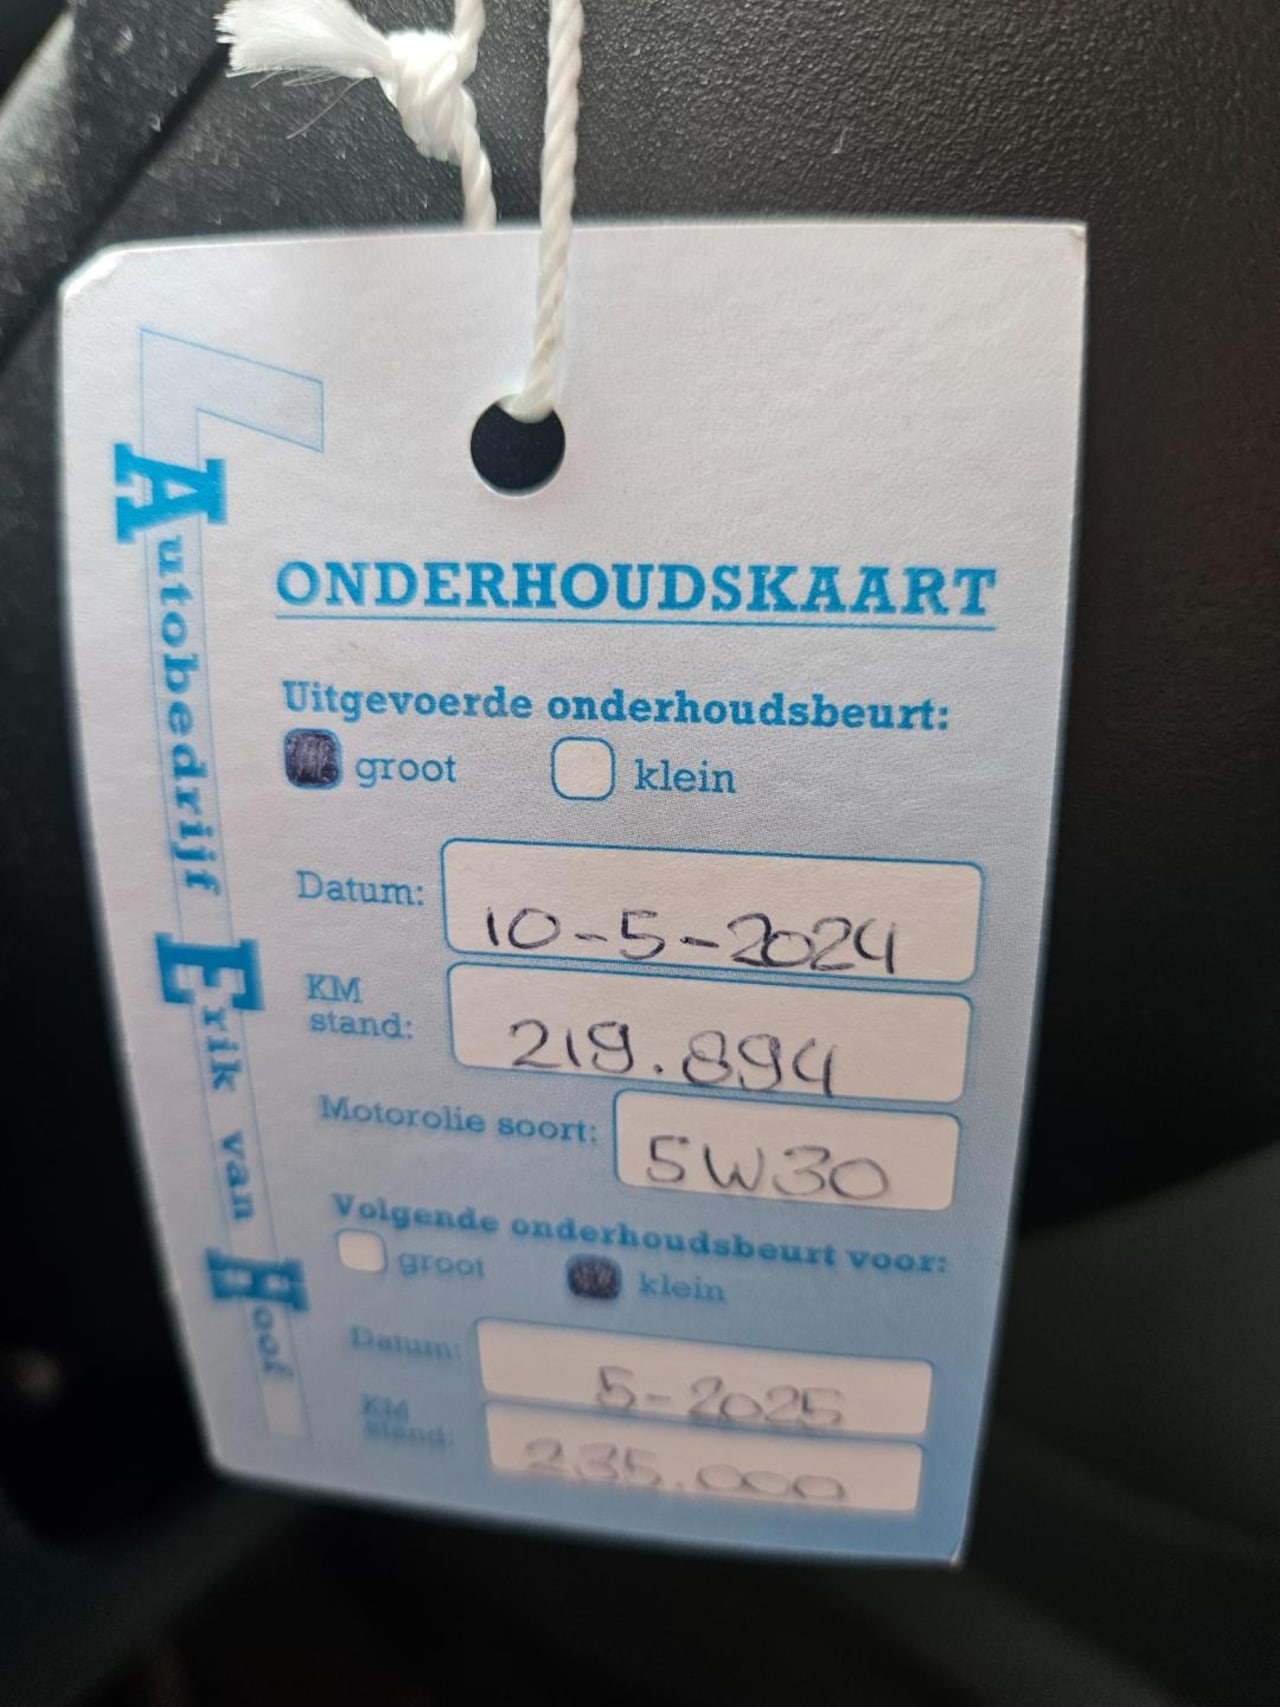 Autobedrijf Erik van Hoof
ONDERHOUDSKAART
Uitgevoerde onderhoudsbeurt:
groot klein
Datum: 10-5-2024
KM
stand: 219.894
Motorolie soort: 5W30
Volgende onderhoudsbeurt voor:
groot klein
Datum: 5-2025
KM
stand: 235.000